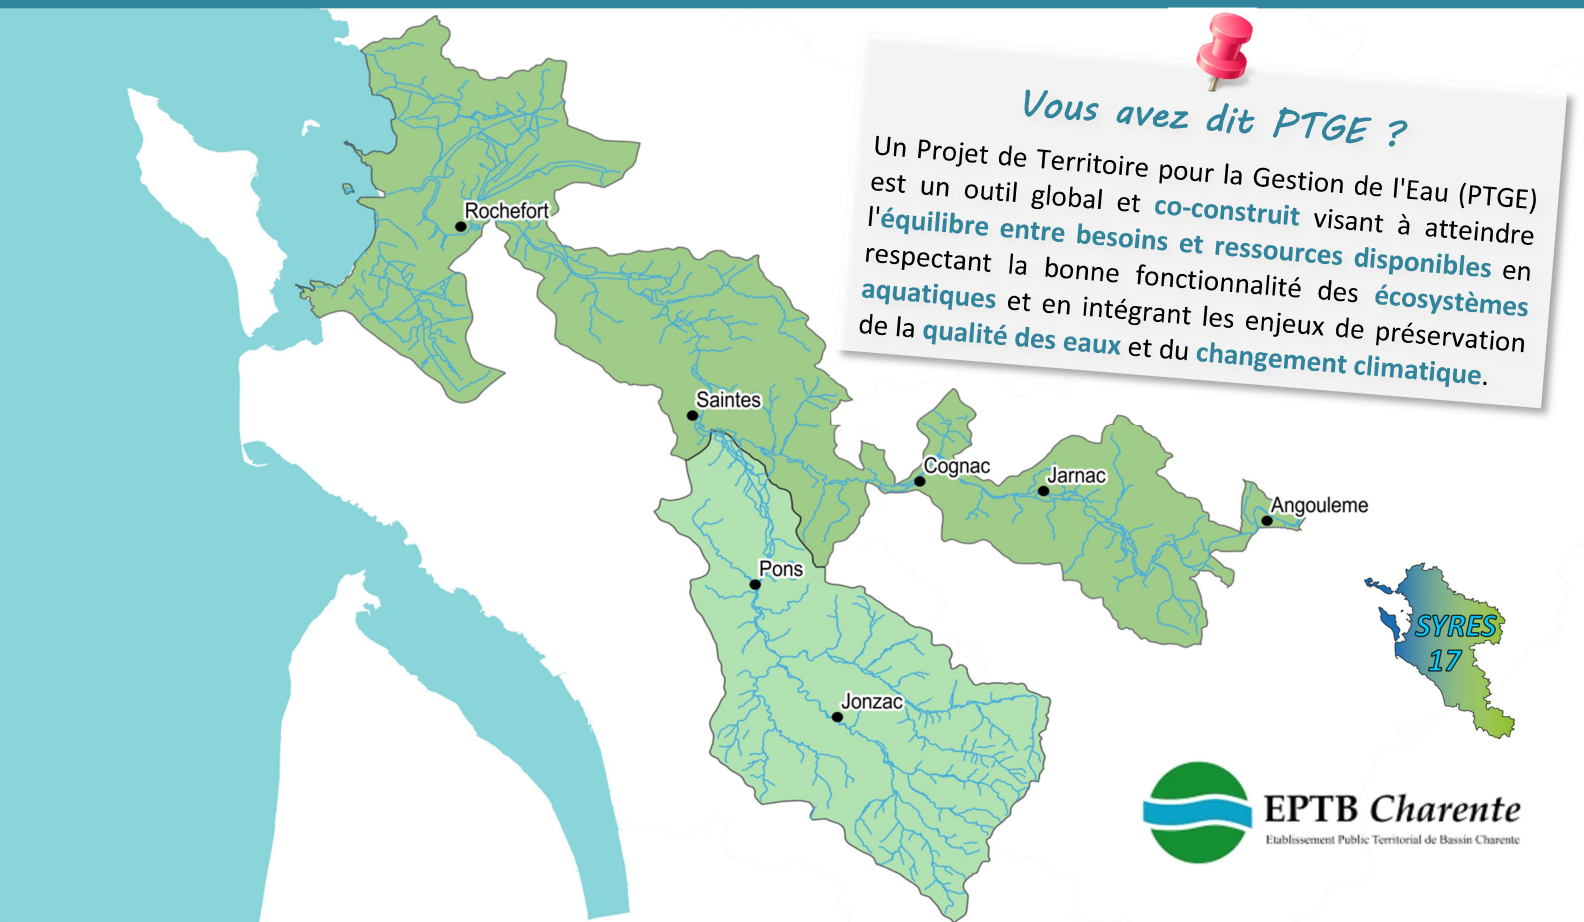 Vous avez dit PTGE ?
Un Projet de Territoire pour la Gestion de l'Eau (PTGE)
est un outil global et co-construit visant à atteindre
l'équilibre entre besoins et ressources disponibles en
respectant la bonne fonctionnalité des écosystèmes
aquatiques et en intégrant les enjeux de préservation
de la qualité des eaux et du changement climatique.
Rochefort
Saintes
Cognac
Jarnac
Angouleme
Pons
Jonzac
SYRES
17
EPTB Charente
Etablissement Public Territorial de Bassin Charente